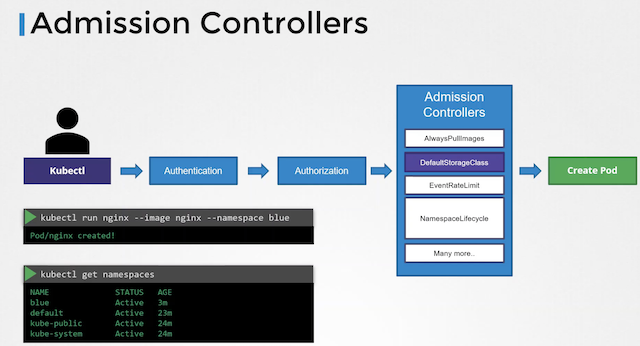 Admission Controllers
Kubectl
Authentication
Authorization
Admission
Controllers
AlwaysPullImages
DefaultStorageClass
EventRateLimit
NamespaceLifecycle
Many more..
Create Pod
kubectl run nginx --image nginx --namespace blue
Pod/nginx created!
kubectl get namespaces
NAME STATUS AGE
blue Active 3m
default Active 23m
kube-public Active 24m
kube-system Active 24m